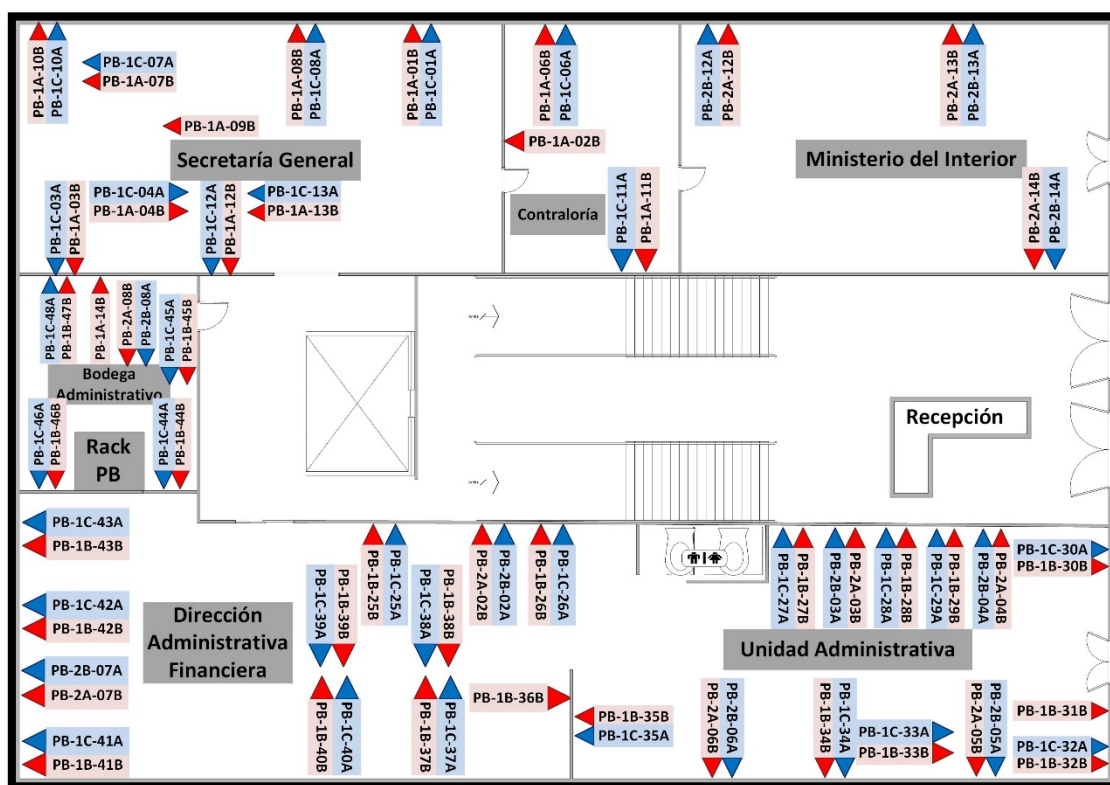 PB-1A-10B
PB-1C-10A
PB-1C-07A
PB-1A-07B
PB-1A-08B
PB-1C-08A
PB-1A-01B
PB-1C-01A
PB-1A-06B
PB-1C-06A
PB-2B-12A
PB-2A-12B
PB-2A-13B
PB-2B-13A
PB-1A-09B
PB-1A-02B
Secretaría General
Ministerio del Interior
PB-1C-03A
PB-1A-03B
PB-1C-04A
PB-1A-04B
PB-1C-12A
PB-1A-12B
PB-1C-13A
PB-1A-13B
Contraloría
PB-1C-11A
PB-1A-11B
PB-2A-14B
PB-2B-14A
PB-1C-48A
PB-1B-47B
PB-1A-14B
PB-2A-08B
PB-2B-08A
PB-1C-45A
PB-1B-45B
Bodega
Administrativo
PB-1C-46A
PB-1B-46B
Rack
PB
PB-1C-44A
PB-1B-44B
Recepción
PB-1C-43A
PB-1B-43B
PB-1C-42A
PB-1B-42B
PB-2B-07A
PB-2A-07B
PB-1C-41A
PB-1B-41B
Dirección
Administrativa
Financiera
PB-1C-39A
PB-1B-39B
PB-1B-25B
PB-1C-25A
PB-1C-38A
PB-1B-38B
PB-2A-02B
PB-2B-02A
PB-1B-26B
PB-1C-26A
PB-1B-40B
PB-1C-40A
PB-1B-37B
PB-1C-37A
PB-1B-36B
PB-1B-35B
PB-1C-35A
PB-1C-27A
PB-1B-27B
PB-2B-03A
PB-2A-03B
PB-1C-28A
PB-1B-28B
PB-1C-29A
PB-1B-29B
PB-2B-04A
PB-2A-04B
PB-1C-30A
PB-1B-30B
Unidad Administrativa
PB-2A-06B
PB-2B-06A
PB-1B-34B
PB-1C-34A
PB-1C-33A
PB-1B-33B
PB-2A-05B
PB-2B-05A
PB-1B-31B
PB-1C-32A
PB-1B-32B